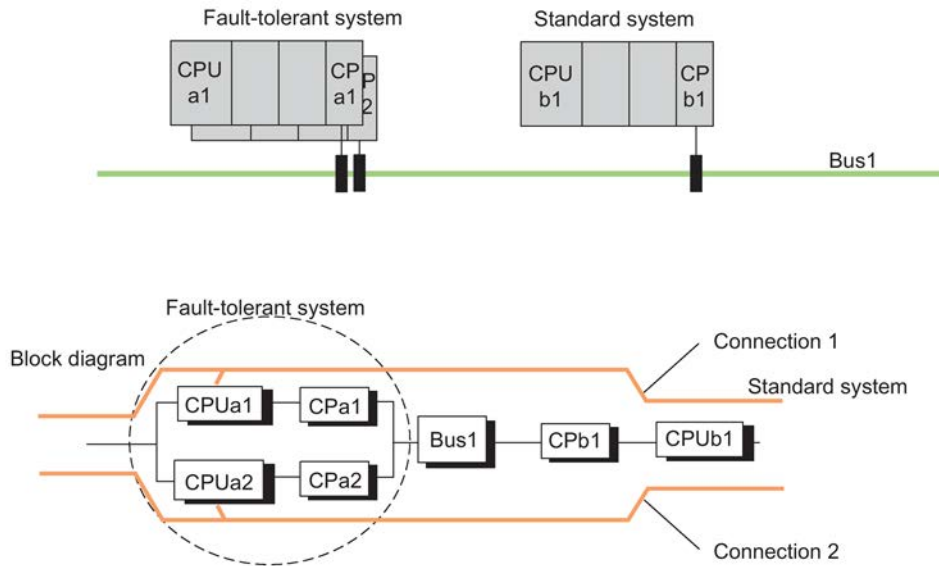 Fault-tolerant system
Standard system
CPU a1
CP a1
P 2
CPU b1
CP b1
Bus1
Fault-tolerant system
Block diagram
Connection 1
Standard system
CPUa1
CPa1
Bus1
CPb1
CPUb1
CPUa2
CPa2
Connection 2